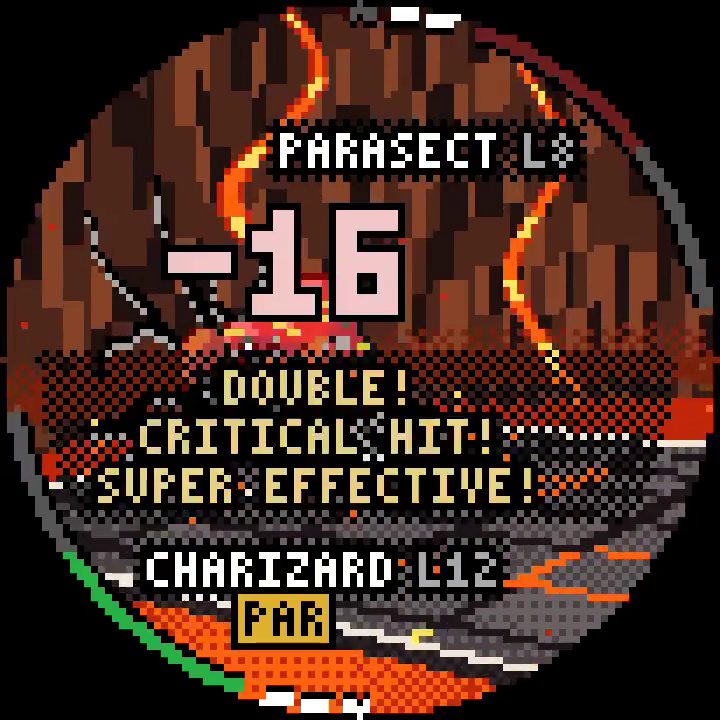 PARASECT L8
-16
DOUBLE!
CRITICAL HIT!
SUPER EFFECTIVE!
CHARIZARD L12
PAR